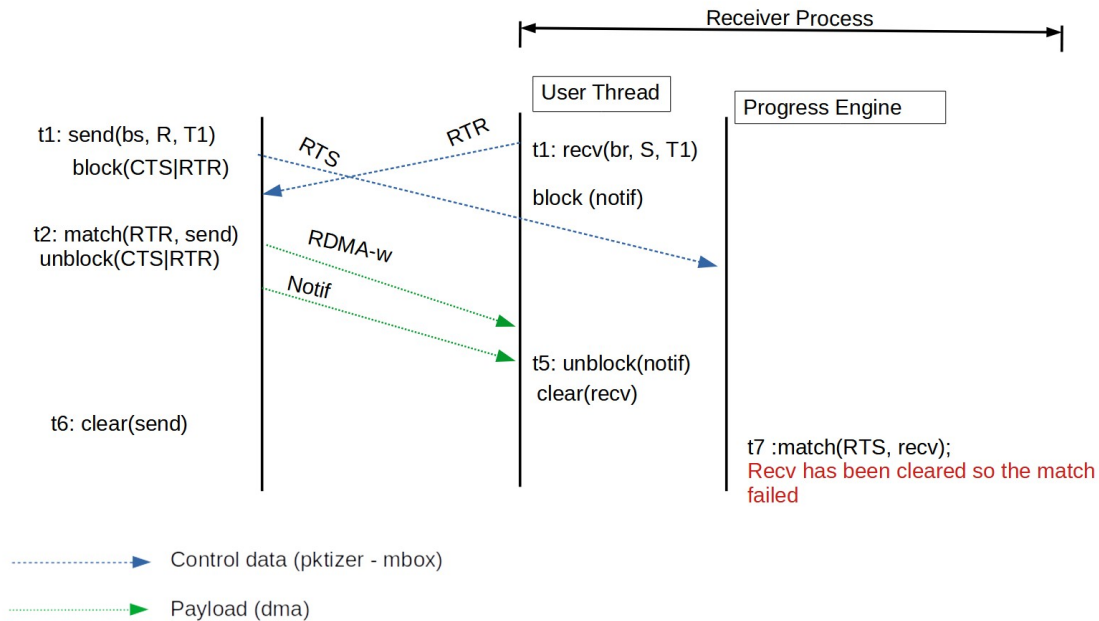 Receiver Process
User Thread
Progress Engine
t1: send(bs, R, T1)
block(CTS|RTR)
RTS
RTR
t1: recv(br, S, T1)
block (notif)
t2: match(RTR, send)
unblock(CTS|RTR)
RDMA-w
Notif
t5: unblock(notif)
clear(recv)
t6: clear(send)
t7 :match(RTS, recv);
Recv has been cleared so the match
failed
Control data (pktizer - mbox)
Payload (dma)